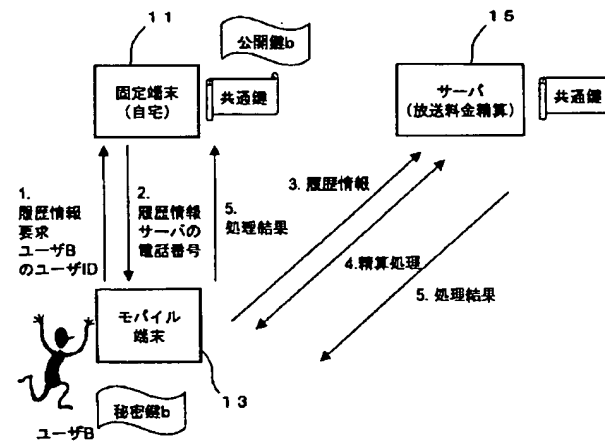 11
公開鍵b
15
固定端末
(自宅)
共通鍵
サーバ
(放送料金精算)
共通鍵
1.
履歴情報
要求
ユーザB
のユーザID
2.
履歴情報
サーバの
電話番号
5.
処理結果
3. 履歴情報
4.精算処理
5. 処理結果
モバイル
端末
13
秘密鍵b
ユーザB